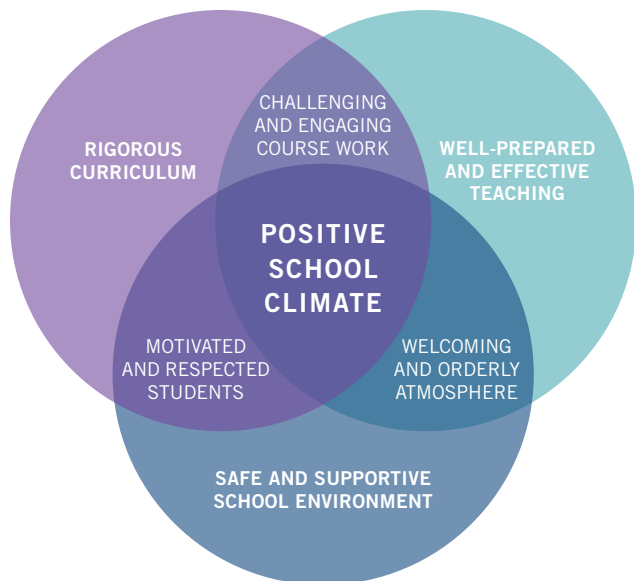 CHALLENGING
AND ENGAGING
COURSE WORK
RIGOROUS
CURRICULUM
WELL-PREPARED
AND EFFECTIVE
TEACHING
POSITIVE
SCHOOL
CLIMATE
MOTIVATED
AND RESPECTED
STUDENTS
WELCOMING
AND ORDERLY
ATMOSPHERE
SAFE AND SUPPORTIVE
SCHOOL ENVIRONMENT